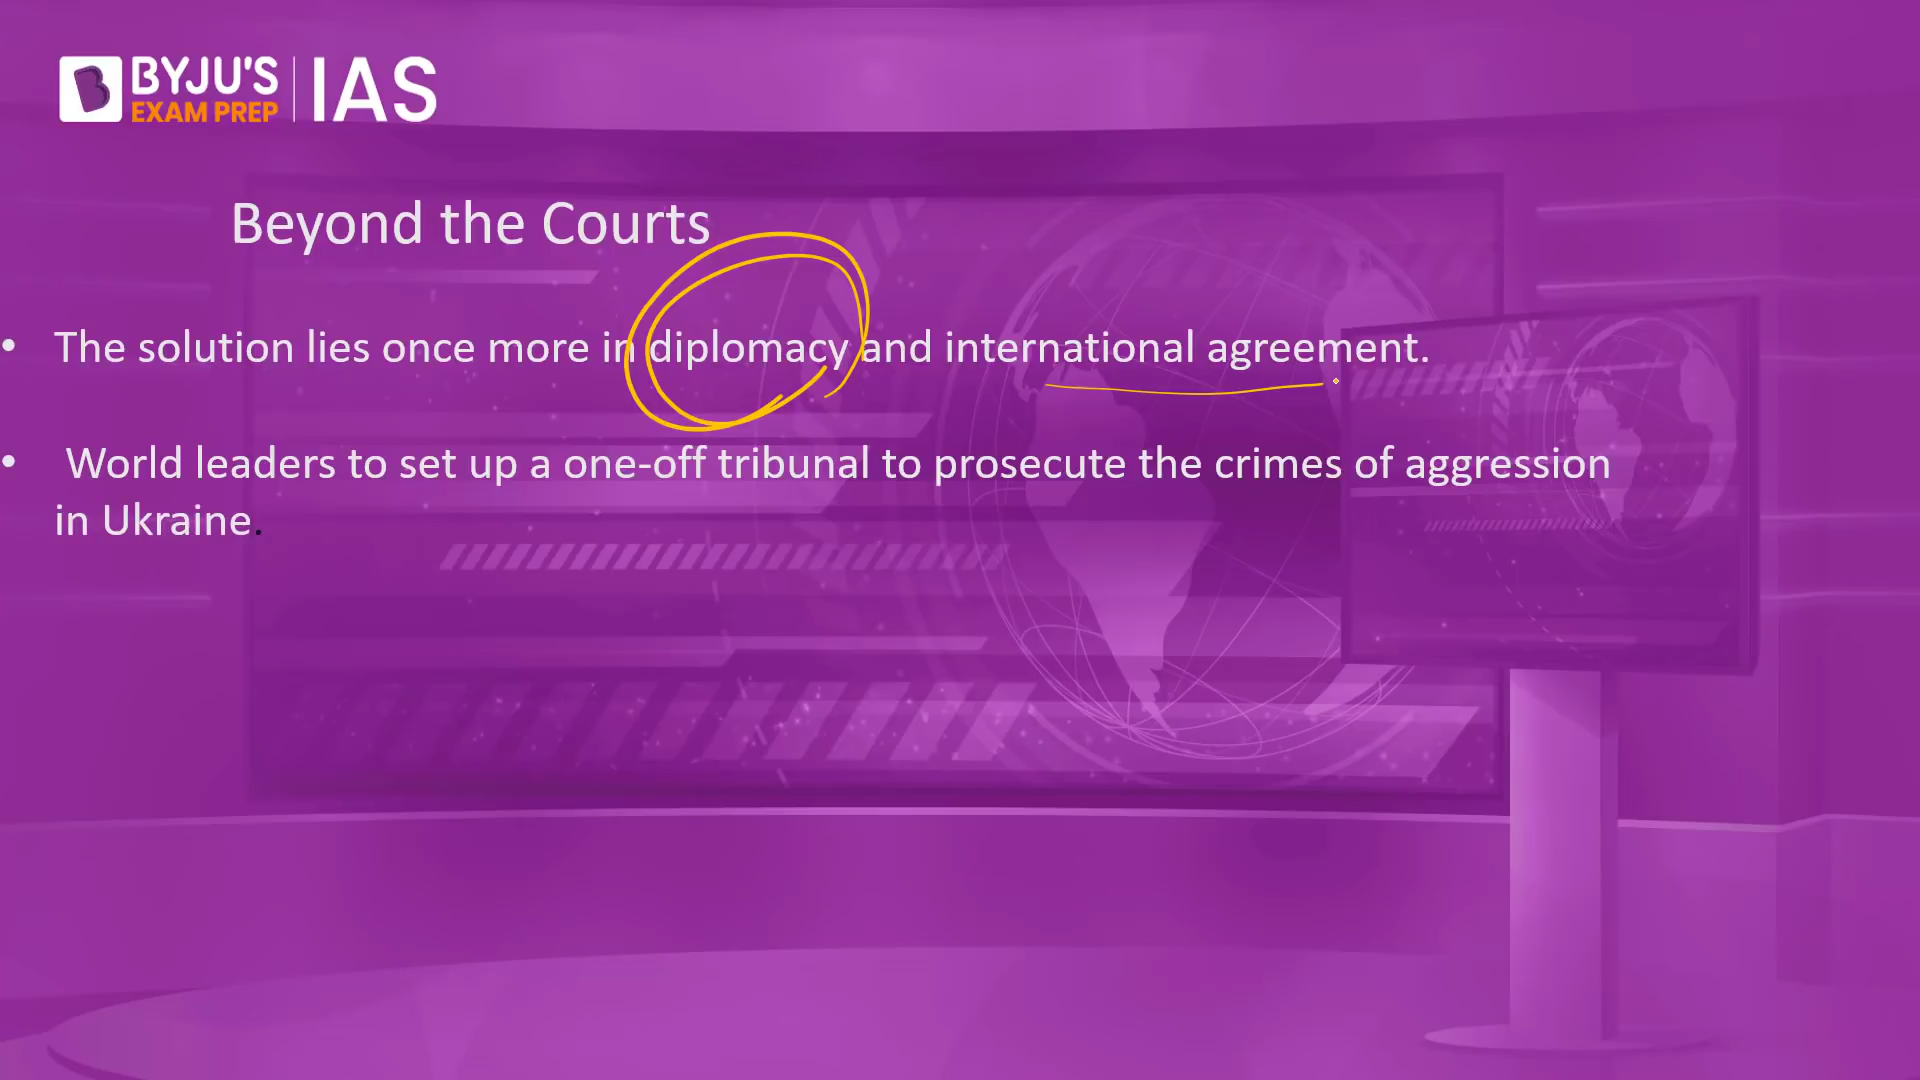 BYJU'S
EXAM PREP
IAS
Beyond the Courts
• The solution lies once more in diplomacy and international agreement.
• World leaders to set up a one-off tribunal to prosecute the crimes of aggression
in Ukraine.